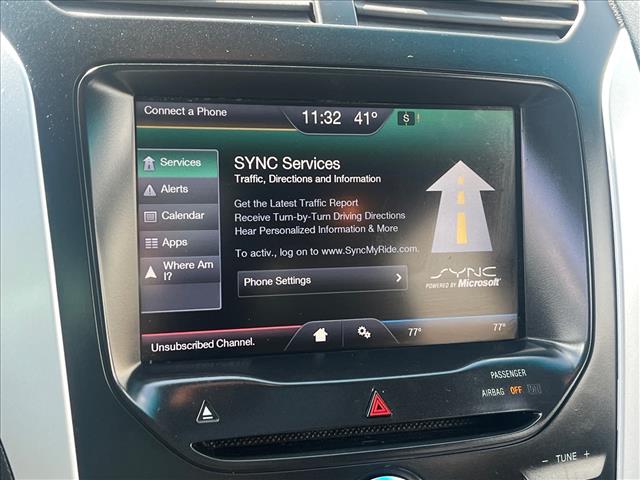 Connect a Phone
11:32 41°
$ !
Services
Alerts
Calendar
Apps
Where Am
I?
SYNC Services
Traffic, Directions and Information
Get the Latest Traffic Report
Receive Turn-by-Turn Driving Directions
Hear Personalized Information & More
To activ., log on to www.SyncMyRide.com.
Phone Settings
SYNC
POWERED BY Microsoft
Unsubscribed Channel.
77°
77°
PASSENGER
AIRBAG OFF
− TUNE +